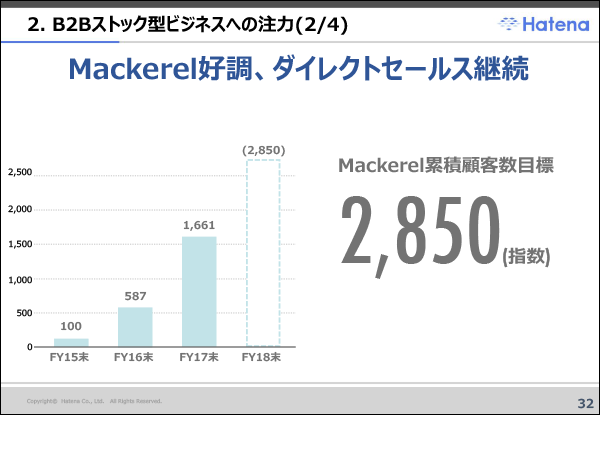 2. B2Bストック型ビジネスへの注力(2/4)
Hatena
Mackerel好調、ダイレクトセールス継続
(2,850)
2,500
2,000
1,661
1,500
1,000
587
500
100
0
FY15末 FY16末 FY17末 FY18末
Mackerel累積顧客数目標
2,850(指数)
Copyright© Hatena Co., Ltd. All Rights Reserved.
32